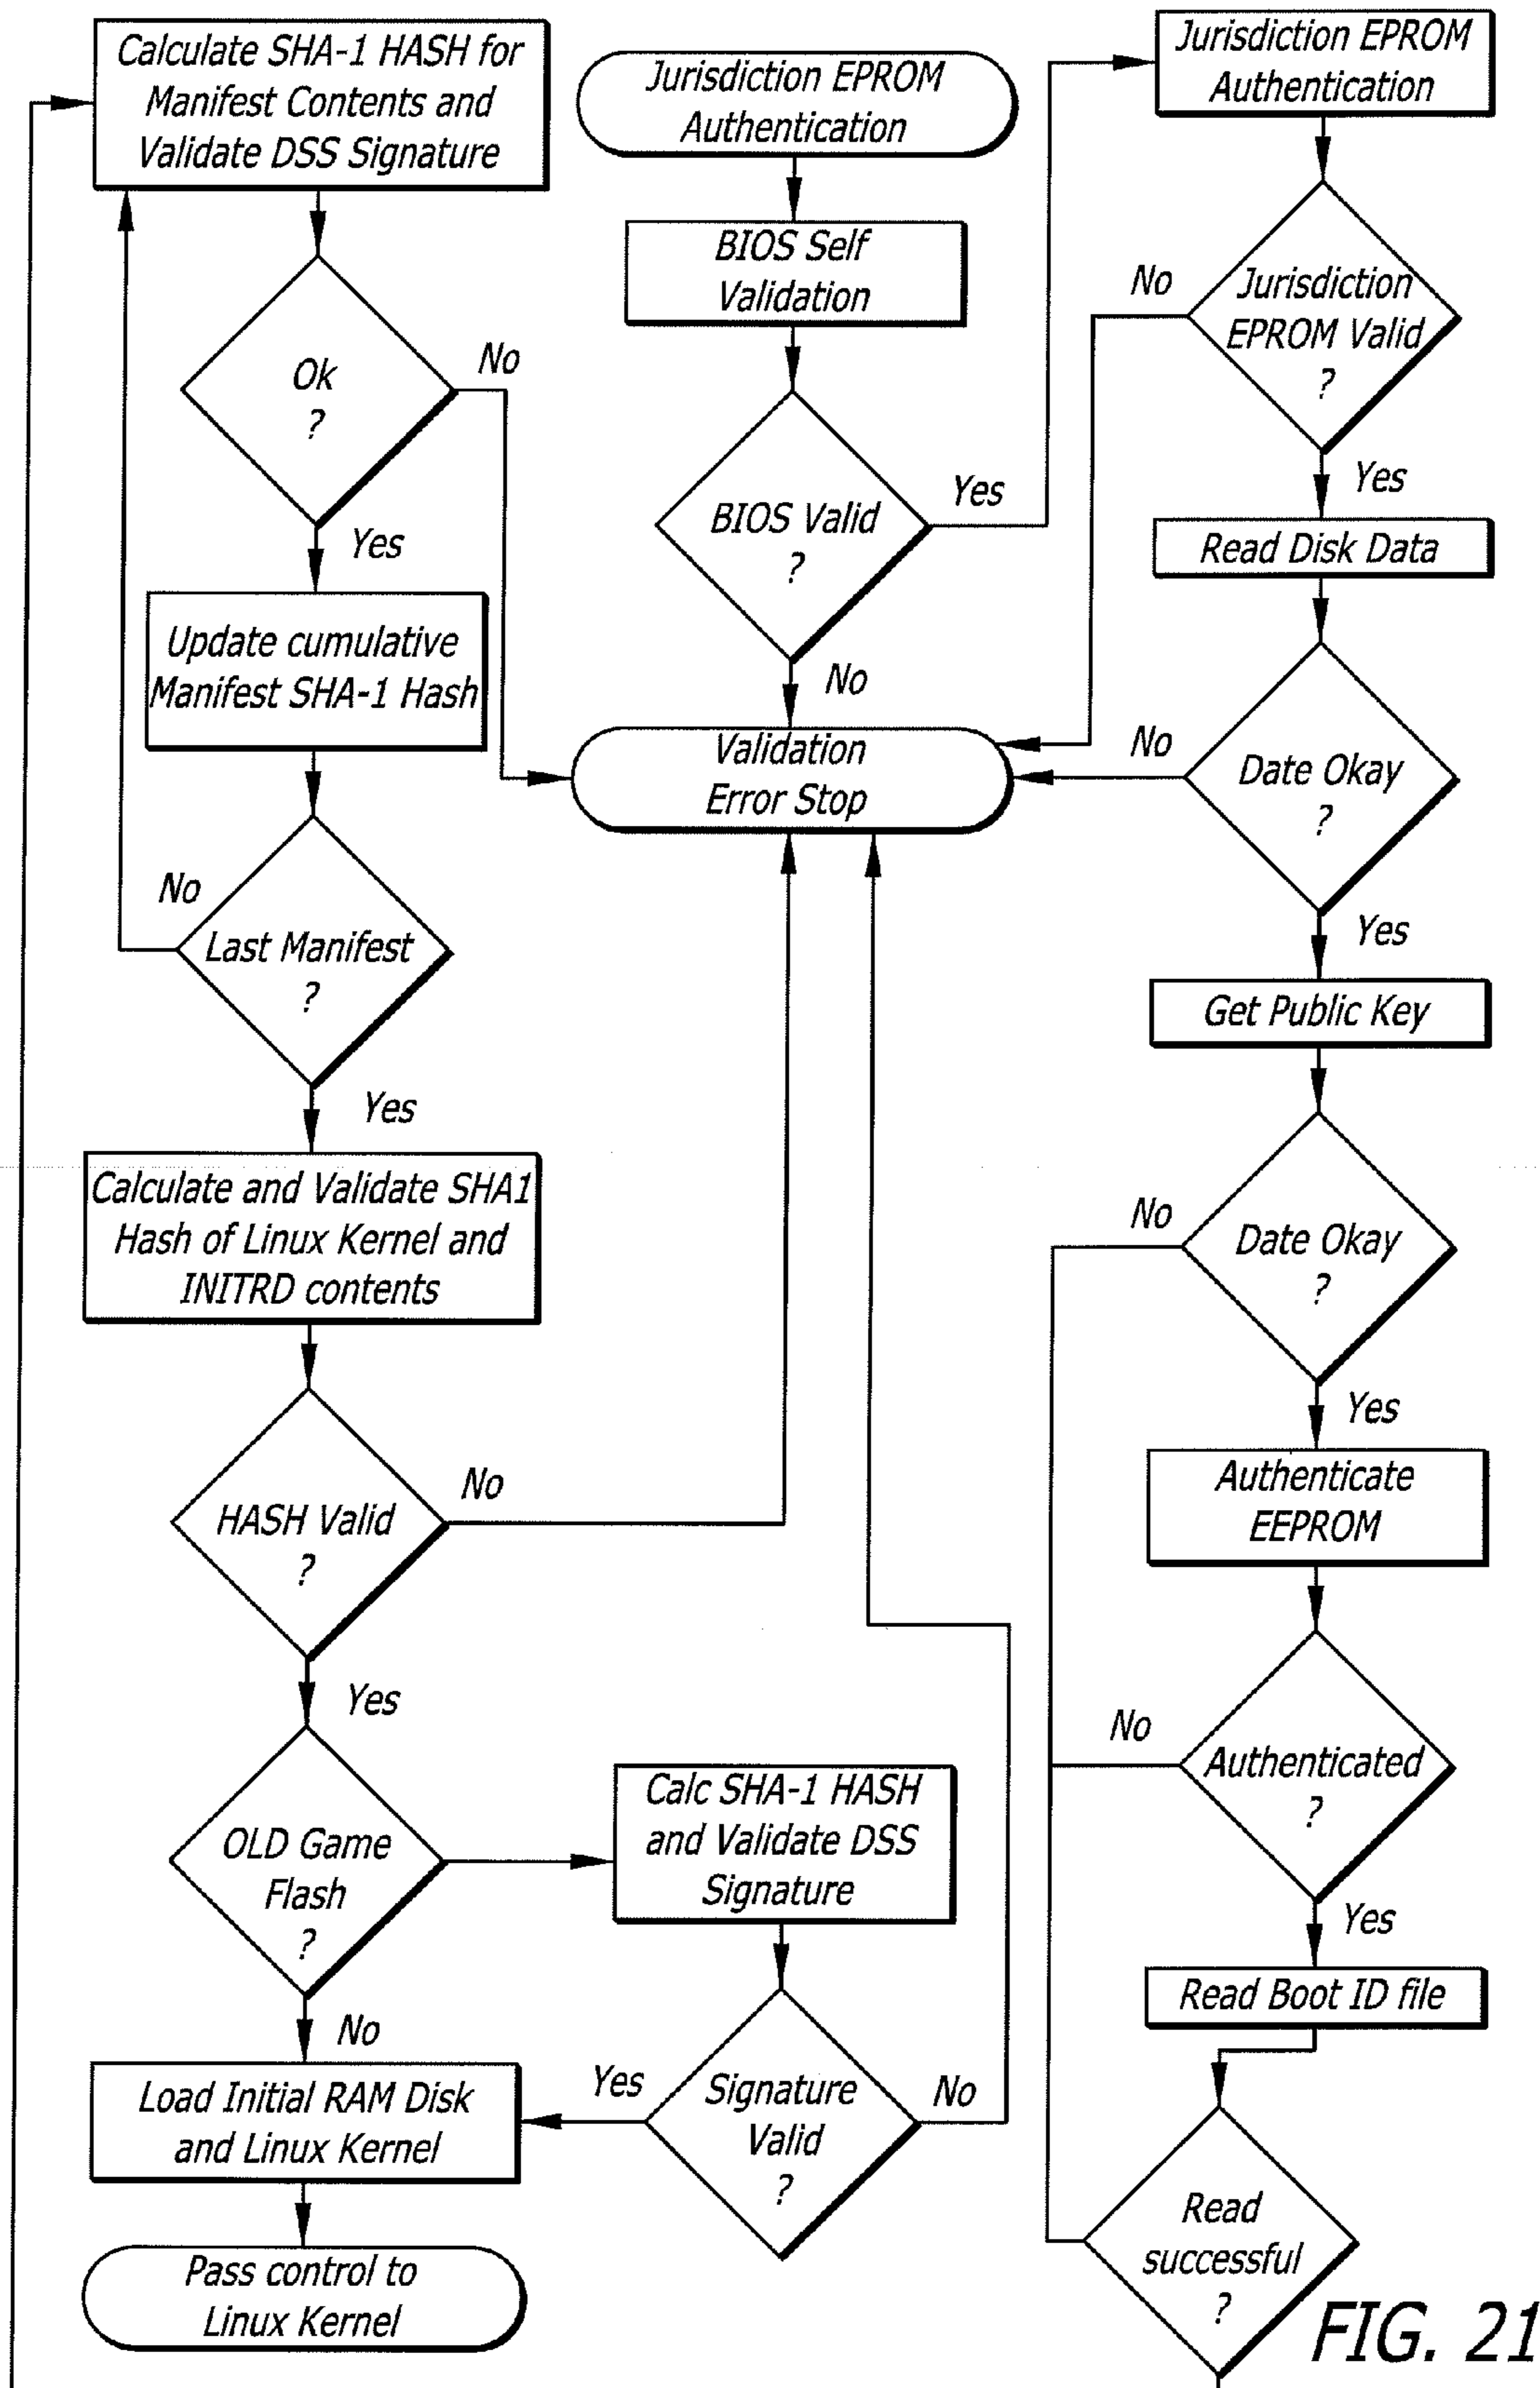 Calculate SHA-1 HASH for
Manifest Contents and
Validate DSS Signature
Ok
?
No
Yes
Update cumulative
Manifest SHA-1 Hash
No
Last Manifest
?
Yes
Calculate and Validate SHA1
Hash of Linux Kernel and
INITRD contents
HASH Valid
?
No
Yes
OLD Game
Flash
?
No
Load Initial RAM Disk
and Linux Kernel
Pass control to
Linux Kernel
Jurisdiction EPROM
Authentication
BIOS Self
Validation
BIOS Valid
?
Yes
No
Validation
Error Stop
Calc SHA-1 HASH
and Validate DSS
Signature
Yes
Signature
Valid
?
No
Jurisdiction EPROM
Authentication
No
Jurisdiction
EPROM Valid
?
Yes
Read Disk Data
No
Date Okay
?
Yes
Get Public Key
No
Date Okay
?
Yes
Authenticate
EEPROM
No
Authenticated
?
Yes
Read Boot ID file
Read
successful
?
FIG. 21